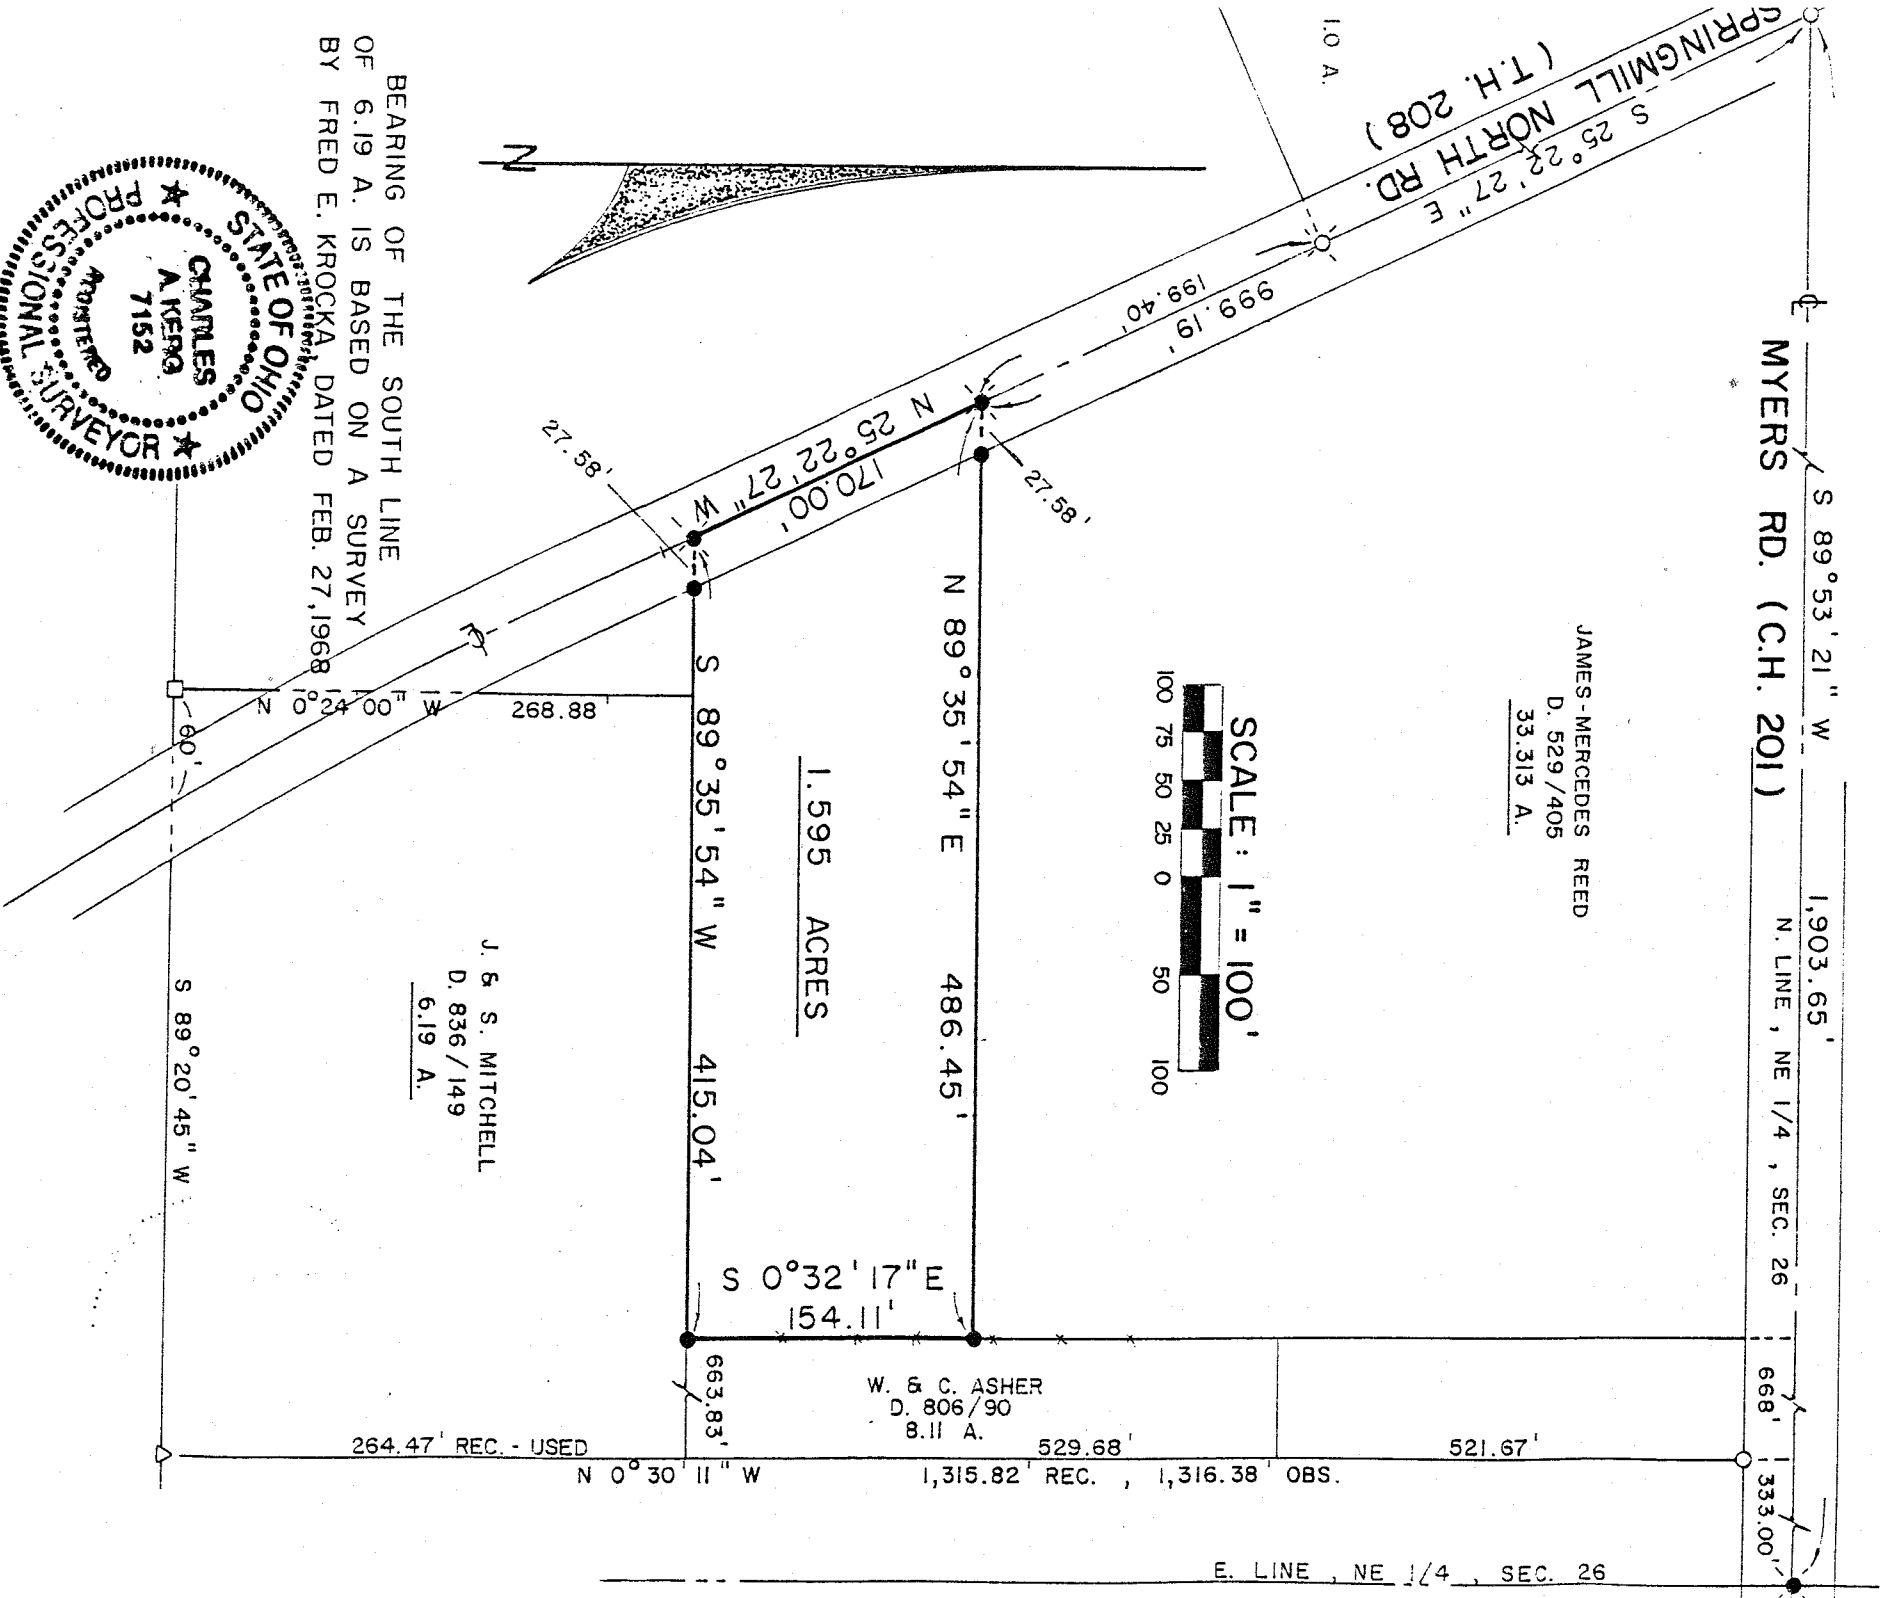 SPRINGMILL NORTH RD.
(T.H. 208)
S 25°22'27" E
1.0 A.
999.19'
199.40'
N
BEARING OF THE SOUTH LINE
OF 6.19 A. IS BASED ON A SURVEY
BY FRED E. KROCKA DATED FEB. 27, 1968
STATE OF OHIO
CHARLES
A KERG
7152
PROFESSIONAL SURVEYOR
MYERS RD. (C.H. 201)
S 89°53'21" W
1,903.65'
N. LINE, NE 1/4, SEC. 26
JAMES-MERCEDES REED
D. 529/405
33.313 A.
SCALE: 1" = 100'
100 75 50 25 0 50 100
27.58'
27.58'
N 25°22'27" W
170.00'
N 89°35'54" E 486.45'
1.595 ACRES
S 89°35'54" W 415.04'
N 0°24'00" W 268.88'
60'
J. & S. MITCHELL
D. 836/149
6.19 A.
S 89°20'45" W
S 0°32'17" E
154.11'
663.83'
W. & C. ASHER
D. 806/90
8.11 A.
668'
264.47' REC.- USED
529.68'
521.67'
N 0°30'11" W
1,315.82' REC., 1,316.38' OBS.
333.00'
E. LINE, NE 1/4, SEC. 26